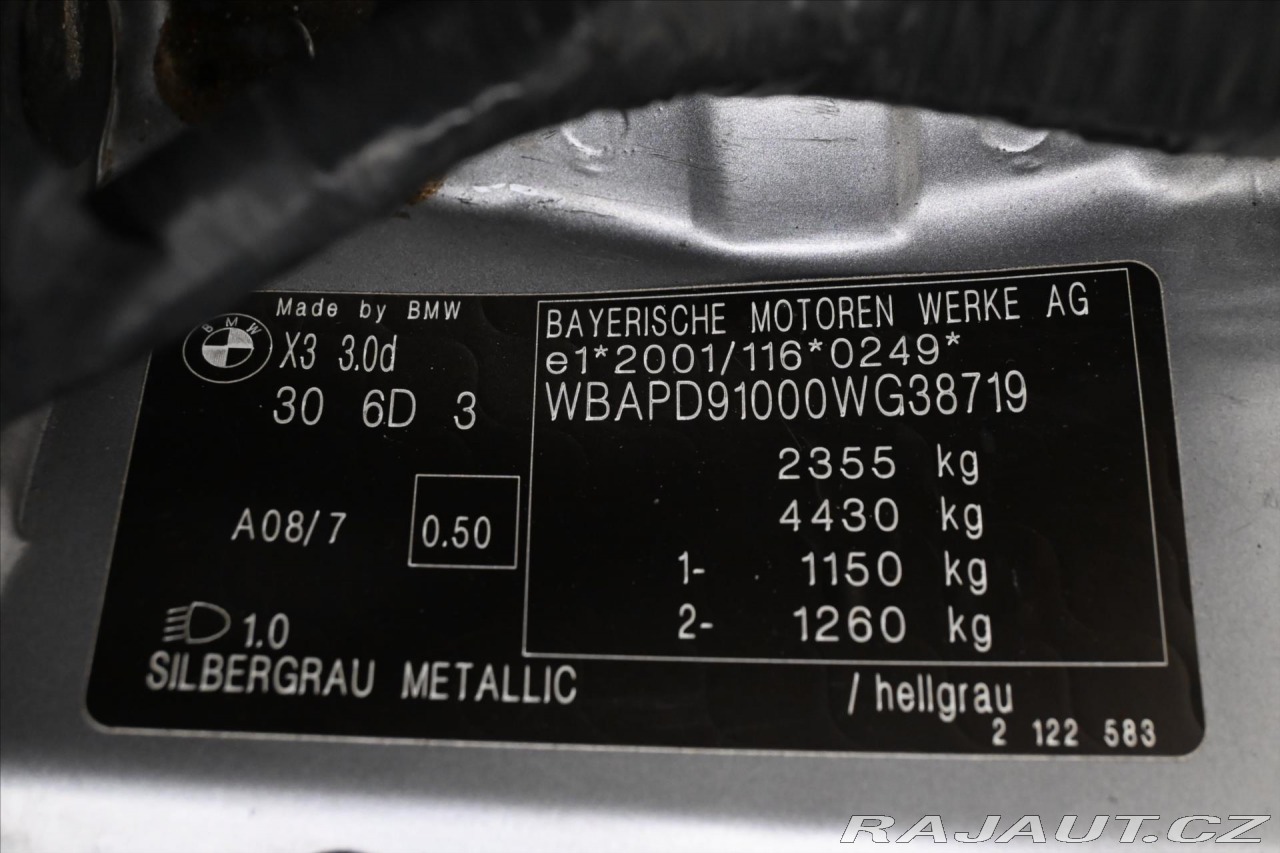 BMW
Made by BMW
X3 3.0d
30 6D 3
A08/7
0.50
1.0
SILBERGRAU METALLIC
BAYERISCHE MOTOREN WERKE AG
e1*2001/116*0249*
WBAPD91000WG38719
2355 kg
4430 kg
1- 1150 kg
2- 1260 kg
/ hellgrau
2 122 583
RAJAUT.CZ